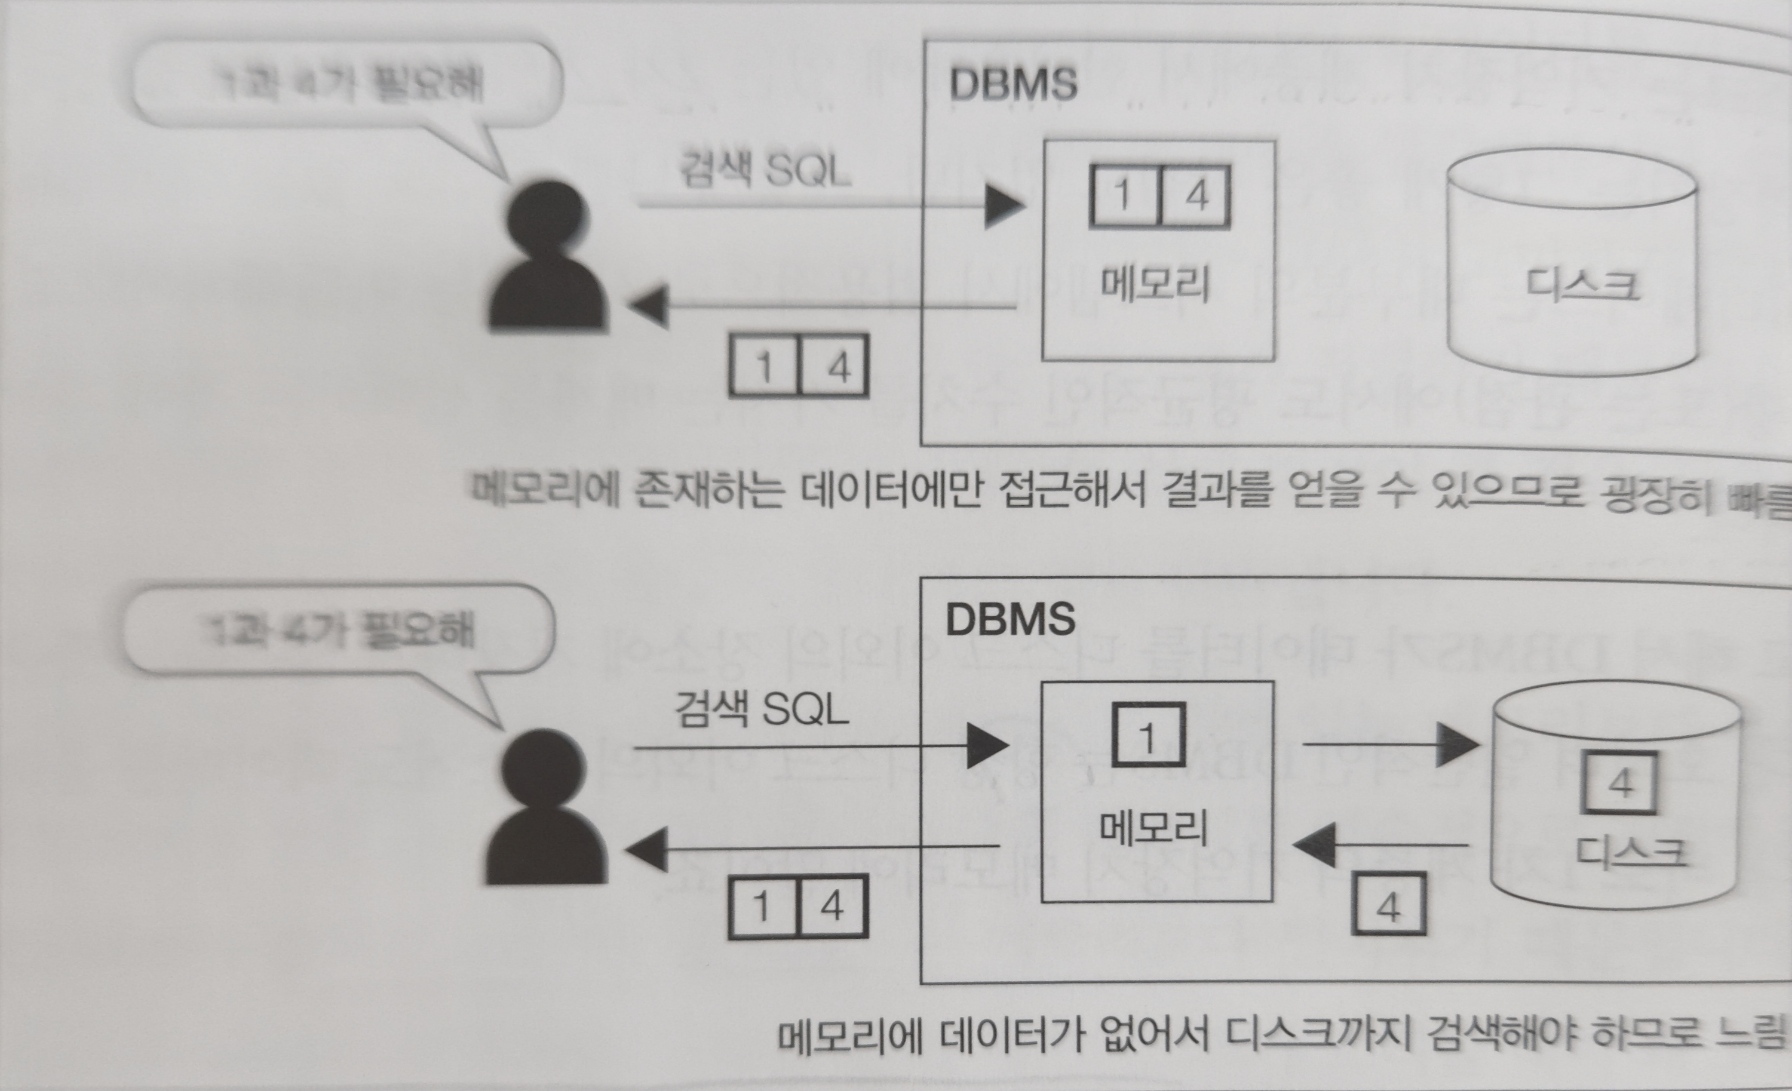 1과 4가 필요해
DBMS
검색 SQL
1 4
메모리
디스크
1 4
메모리에 존재하는 데이터에만 접근해서 결과를 얻을 수 있으므로 굉장히 빠름
1과 4가 필요해
DBMS
검색 SQL
1
4
메모리
디스크
1 4
4
메모리에 데이터가 없어서 디스크까지 검색해야 하므로 느림